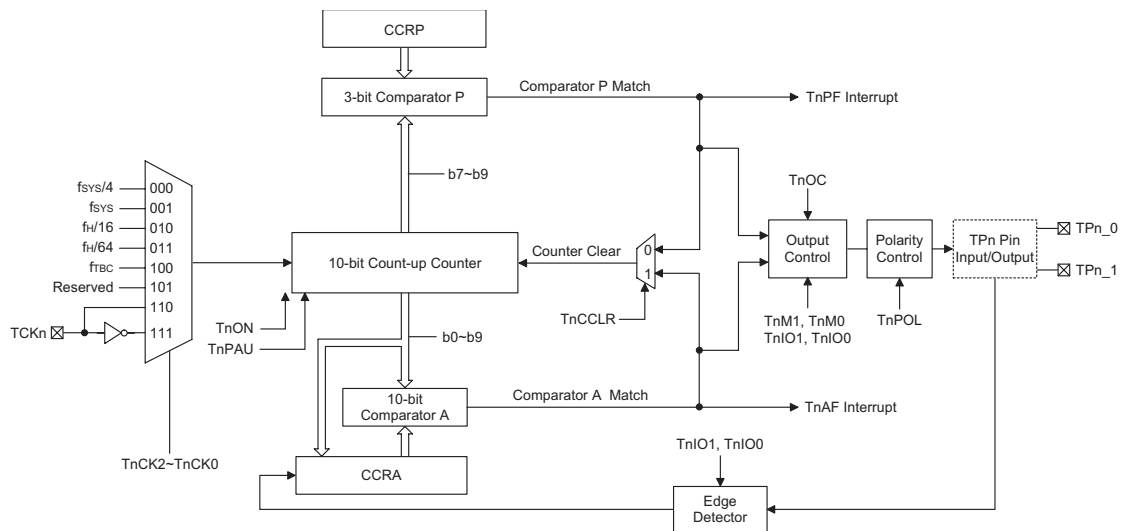 CCRP
3-bit Comparator P
Comparator P Match
TnPF Interrupt
b7~b9
fSYS/4
000
fSYS
001
fH/16
010
fH/64
011
fTBC
100
Reserved
101
110
TCKn
111
TnCK2~TnCK0
10-bit Count-up Counter
TnON
TnPAU
Counter Clear
0
1
TnCCLR
b0~b9
10-bit
Comparator A
Comparator A Match
TnAF Interrupt
CCRA
TnOC
Output
Control
TnM1, TnM0
TnIO1, TnIO0
Polarity
Control
TnPOL
TPn Pin
Input/Output
TPn_0
TPn_1
TnIO1, TnIO0
Edge
Detector